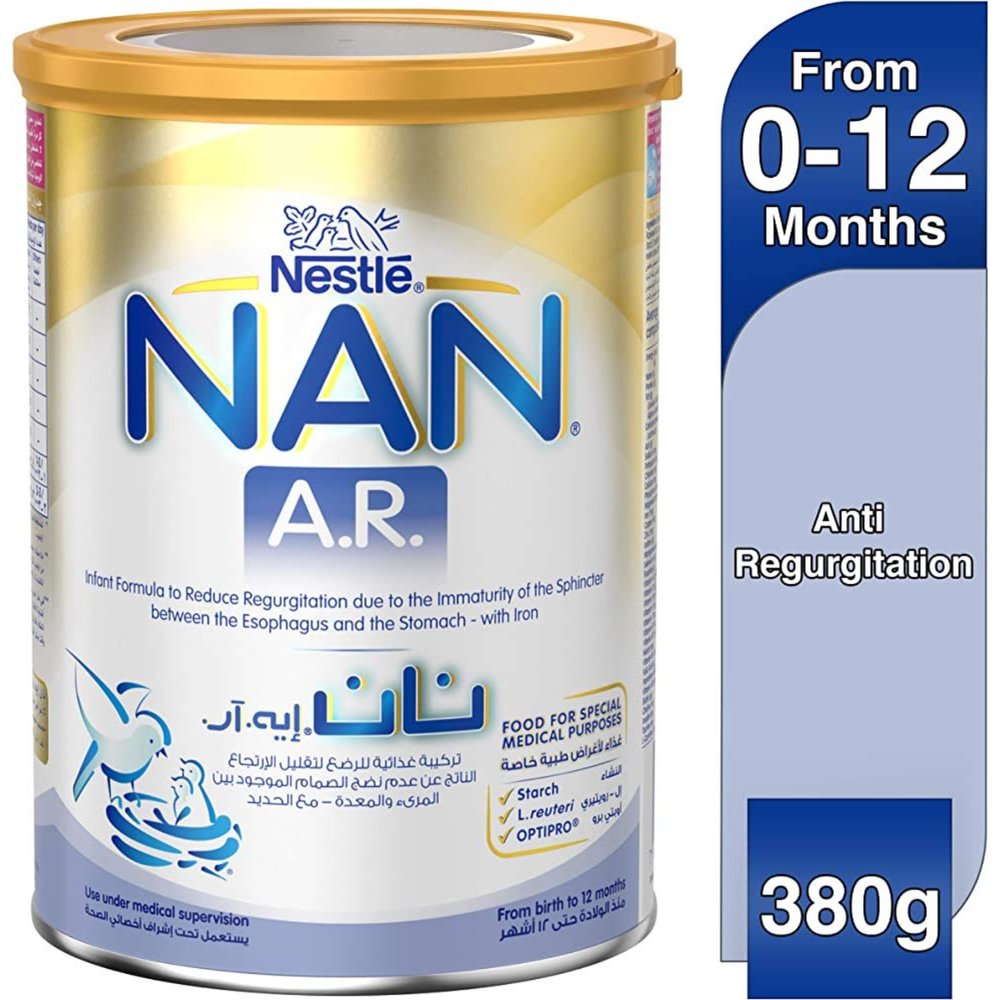 Nestlé®
NAN®
A.R.
Infant Formula to Reduce Regurgitation due to the Immaturity of the Sphincter
between the Esophagus and the Stomach - with Iron
نان® إيه.آر.
تركيبة غذائية للرضع لتقليل الإرتجاع
الناتج عن عدم نضج الصمام الموجود بين
المريء والمعدة – مع الحديد
FOOD FOR SPECIAL
MEDICAL PURPOSES
غذاء لأغراض طبية خاصة
✓ Starch النشاء
✓ L.reuteri إل-رويتيري
✓ OPTIPRO® أوبتي برو
Use under medical supervision
يستعمل تحت إشراف أخصائي الصحة
From birth to 12 months
منذ الولادة حتى ١٢ أشهر
From
0-12
Months
Anti
Regurgitation
380g